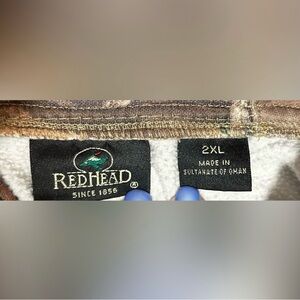 REDHEAD®
SINCE 1856
2XL
MADE IN
SULTANATE OF OMAN